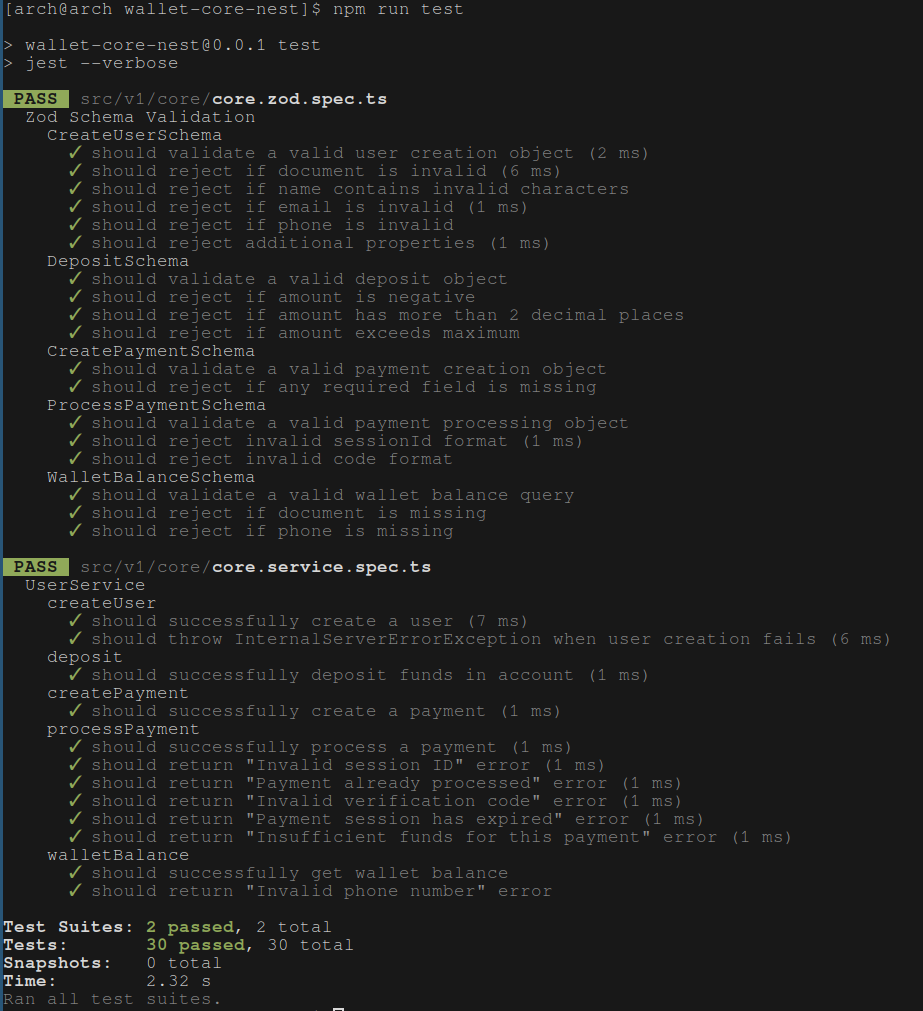 [arch@arch wallet-core-nest]$ npm run test
> wallet-core-nest@0.0.1 test
> jest --verbose
PASS src/v1/core/core.zod.spec.ts
Zod Schema Validation
CreateUserSchema
✓ should validate a valid user creation object (2 ms)
✓ should reject if document is invalid (6 ms)
✓ should reject if name contains invalid characters
✓ should reject if email is invalid (1 ms)
✓ should reject if phone is invalid
✓ should reject additional properties (1 ms)
DepositSchema
✓ should validate a valid deposit object
✓ should reject if amount is negative
✓ should reject if amount has more than 2 decimal places
✓ should reject if amount exceeds maximum
CreatePaymentSchema
✓ should validate a valid payment creation object
✓ should reject if any required field is missing
ProcessPaymentSchema
✓ should validate a valid payment processing object
✓ should reject invalid sessionId format (1 ms)
✓ should reject invalid code format
WalletBalanceSchema
✓ should validate a valid wallet balance query
✓ should reject if document is missing
✓ should reject if phone is missing
PASS src/v1/core/core.service.spec.ts
UserService
createUser
✓ should successfully create a user (7 ms)
✓ should throw InternalServerErrorException when user creation fails (6 ms)
deposit
✓ should successfully deposit funds in account (1 ms)
createPayment
✓ should successfully create a payment (1 ms)
processPayment
✓ should successfully process a payment (1 ms)
✓ should return "Invalid session ID" error (1 ms)
✓ should return "Payment already processed" error (1 ms)
✓ should return "Invalid verification code" error (1 ms)
✓ should return "Payment session has expired" error (1 ms)
✓ should return "Insufficient funds for this payment" error (1 ms)
walletBalance
✓ should successfully get wallet balance
✓ should return "Invalid phone number" error
Test Suites: 2 passed, 2 total
Tests: 30 passed, 30 total
Snapshots: 0 total
Time: 2.32 s
Ran all test suites.